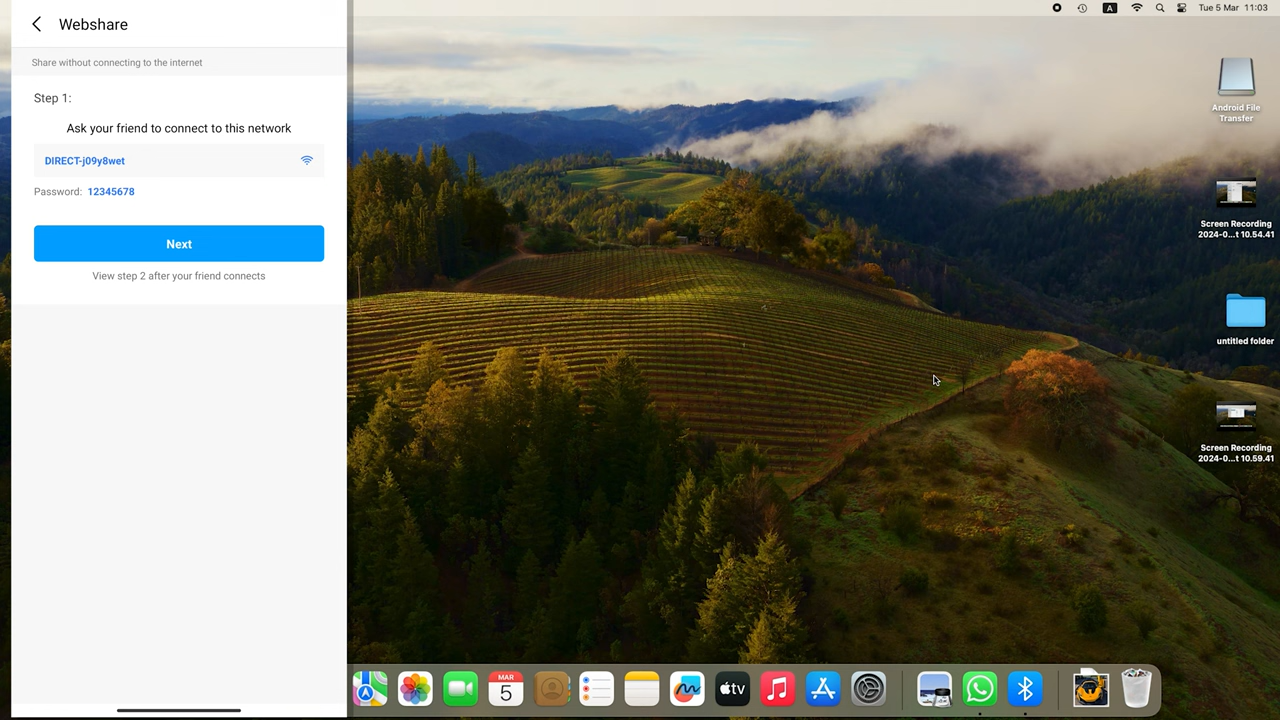 Webshare
Share without connecting to the internet
Step 1:
Ask your friend to connect to this network
DIRECT-j09y8wet
Password: 12345678
Next
View step 2 after your friend connects
A
Tue 5 Mar 11:03
Android File
Transfer
Screen Recording
2024-0...t 10.54.41
untitled folder
Screen Recording
2024-0...t 10.59.41
MAR
5
tv